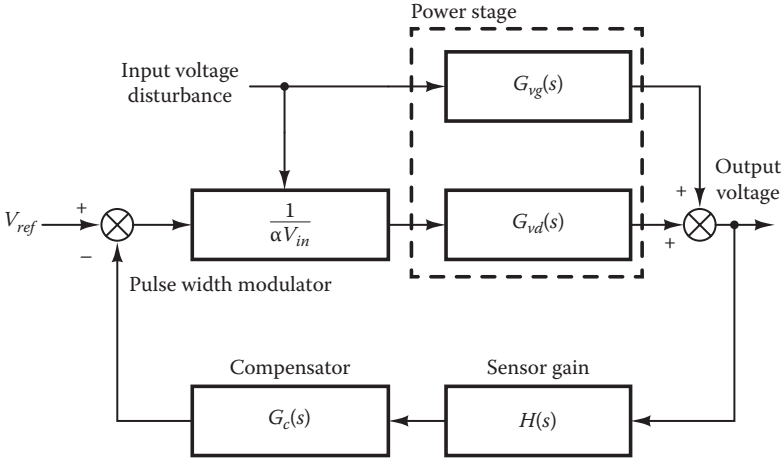 Power stage
Input voltage
disturbance
G_vg(s)
Output
voltage
V_ref
+
−
1
αV_in
G_vd(s)
+
+
Pulse width modulator
Compensator
Sensor gain
G_c(s)
H(s)